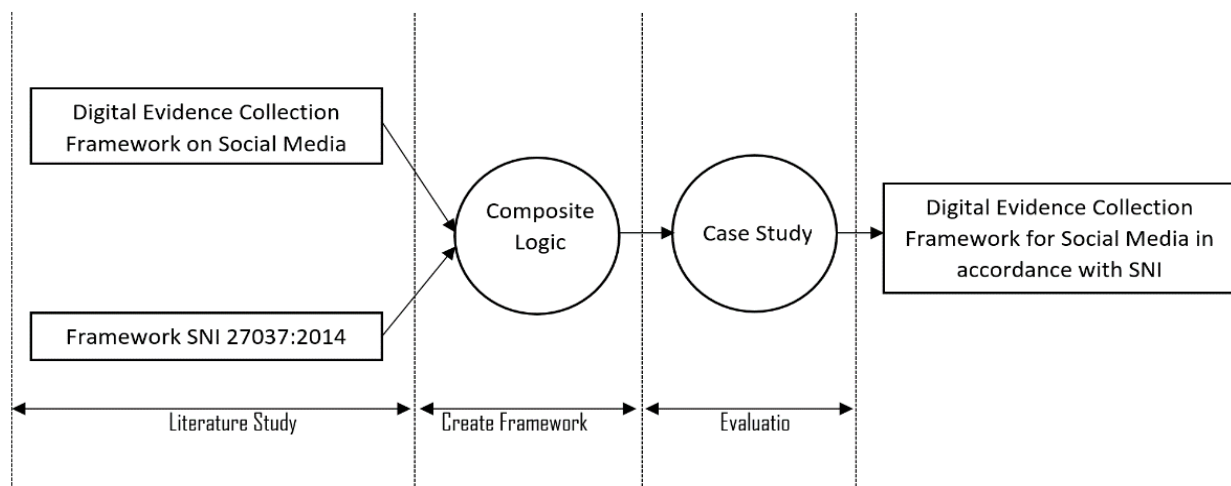 Digital Evidence Collection
Framework on Social Media
Framework SNI 27037:2014
Composite
Logic
Case Study
Digital Evidence Collection
Framework for Social Media in
accordance with SNI
Literature Study
Create Framework
Evaluatio